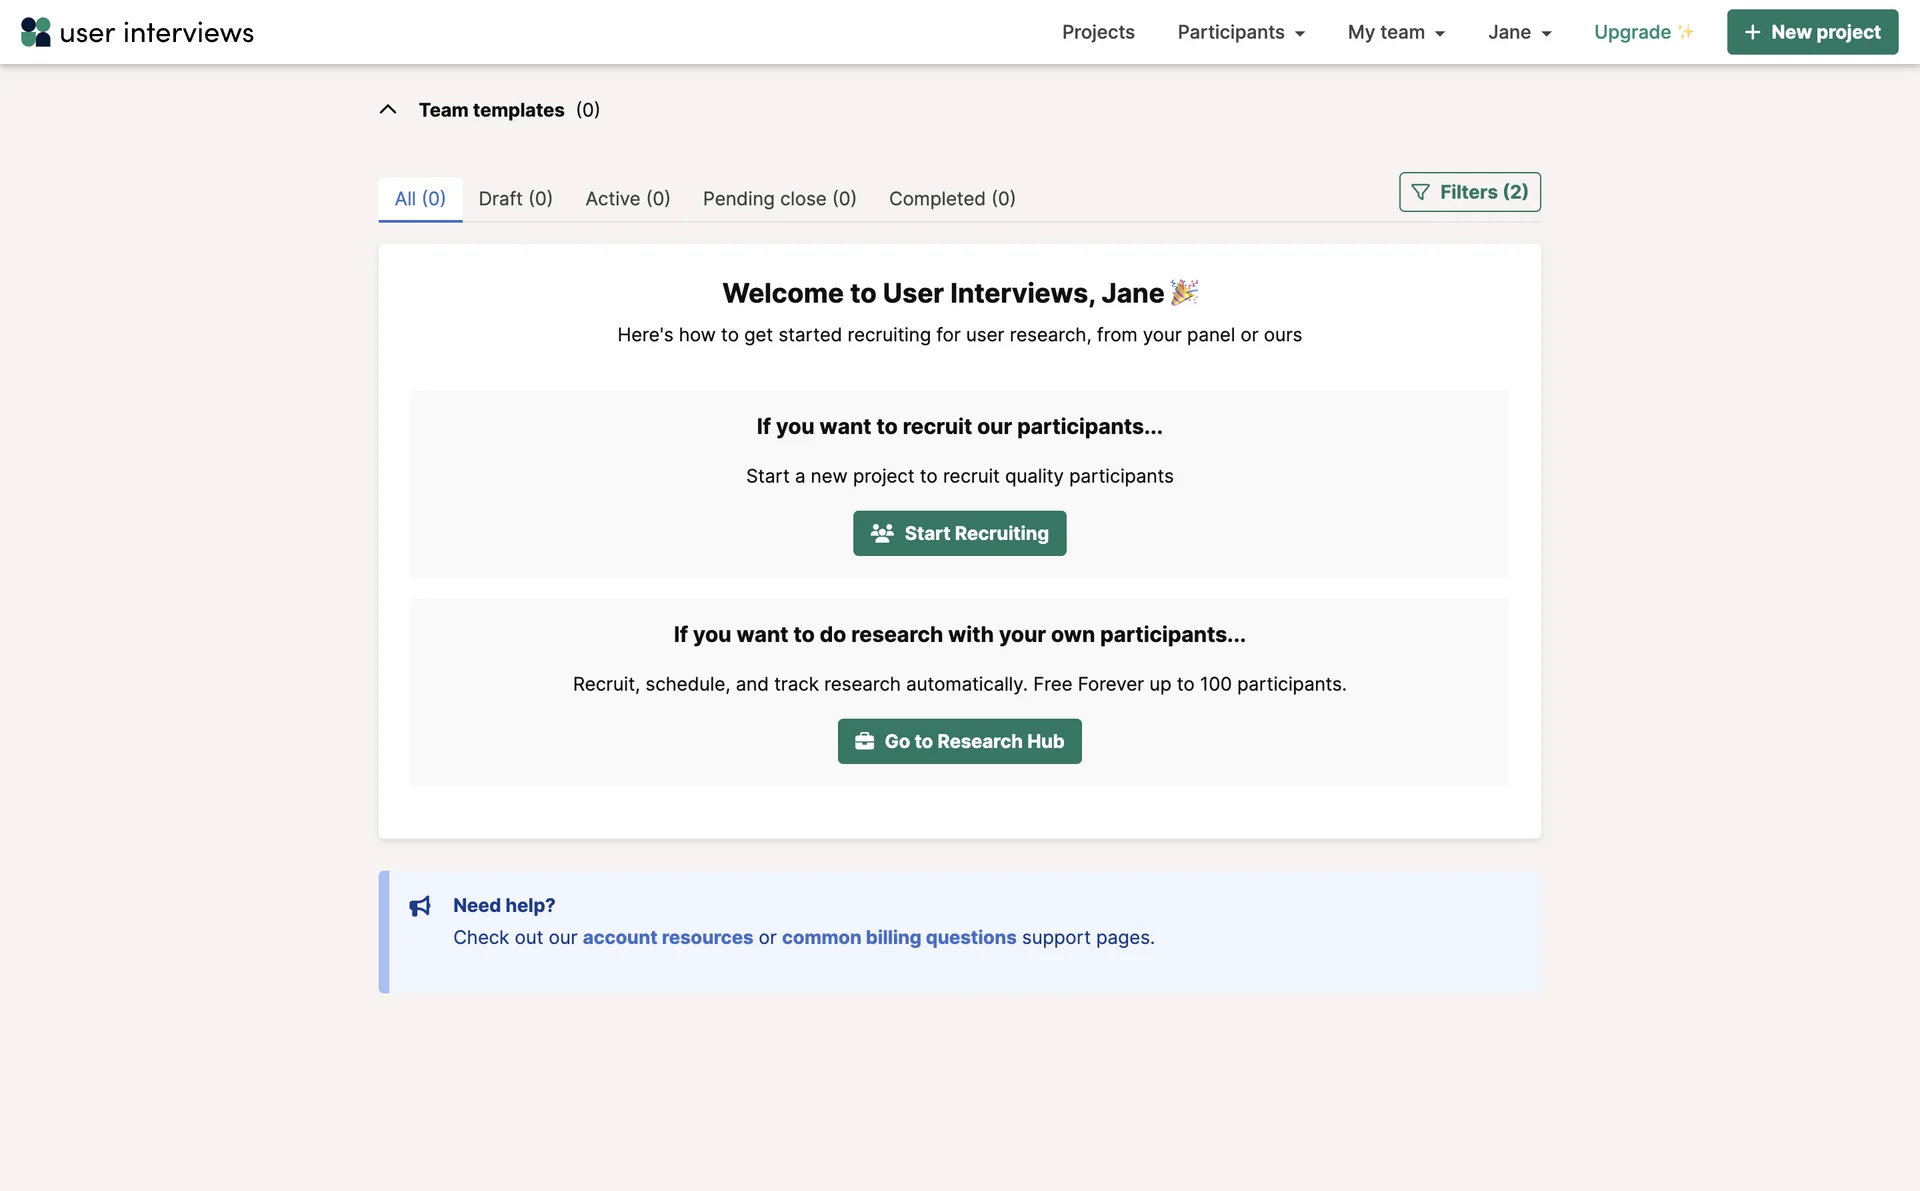 user interviews
Projects
Participants
My team
Jane
Upgrade
New project
Team templates (0)
All (0)
Draft (0)
Active (0)
Pending close (0)
Completed (0)
Filters (2)
Welcome to User Interviews, Jane
Here's how to get started recruiting for user research, from your panel or ours
If you want to recruit our participants...
Start a new project to recruit quality participants
Start Recruiting
If you want to do research with your own participants...
Recruit, schedule, and track research automatically. Free Forever up to 100 participants.
Go to Research Hub
Need help?
Check out our account resources or common billing questions support pages.